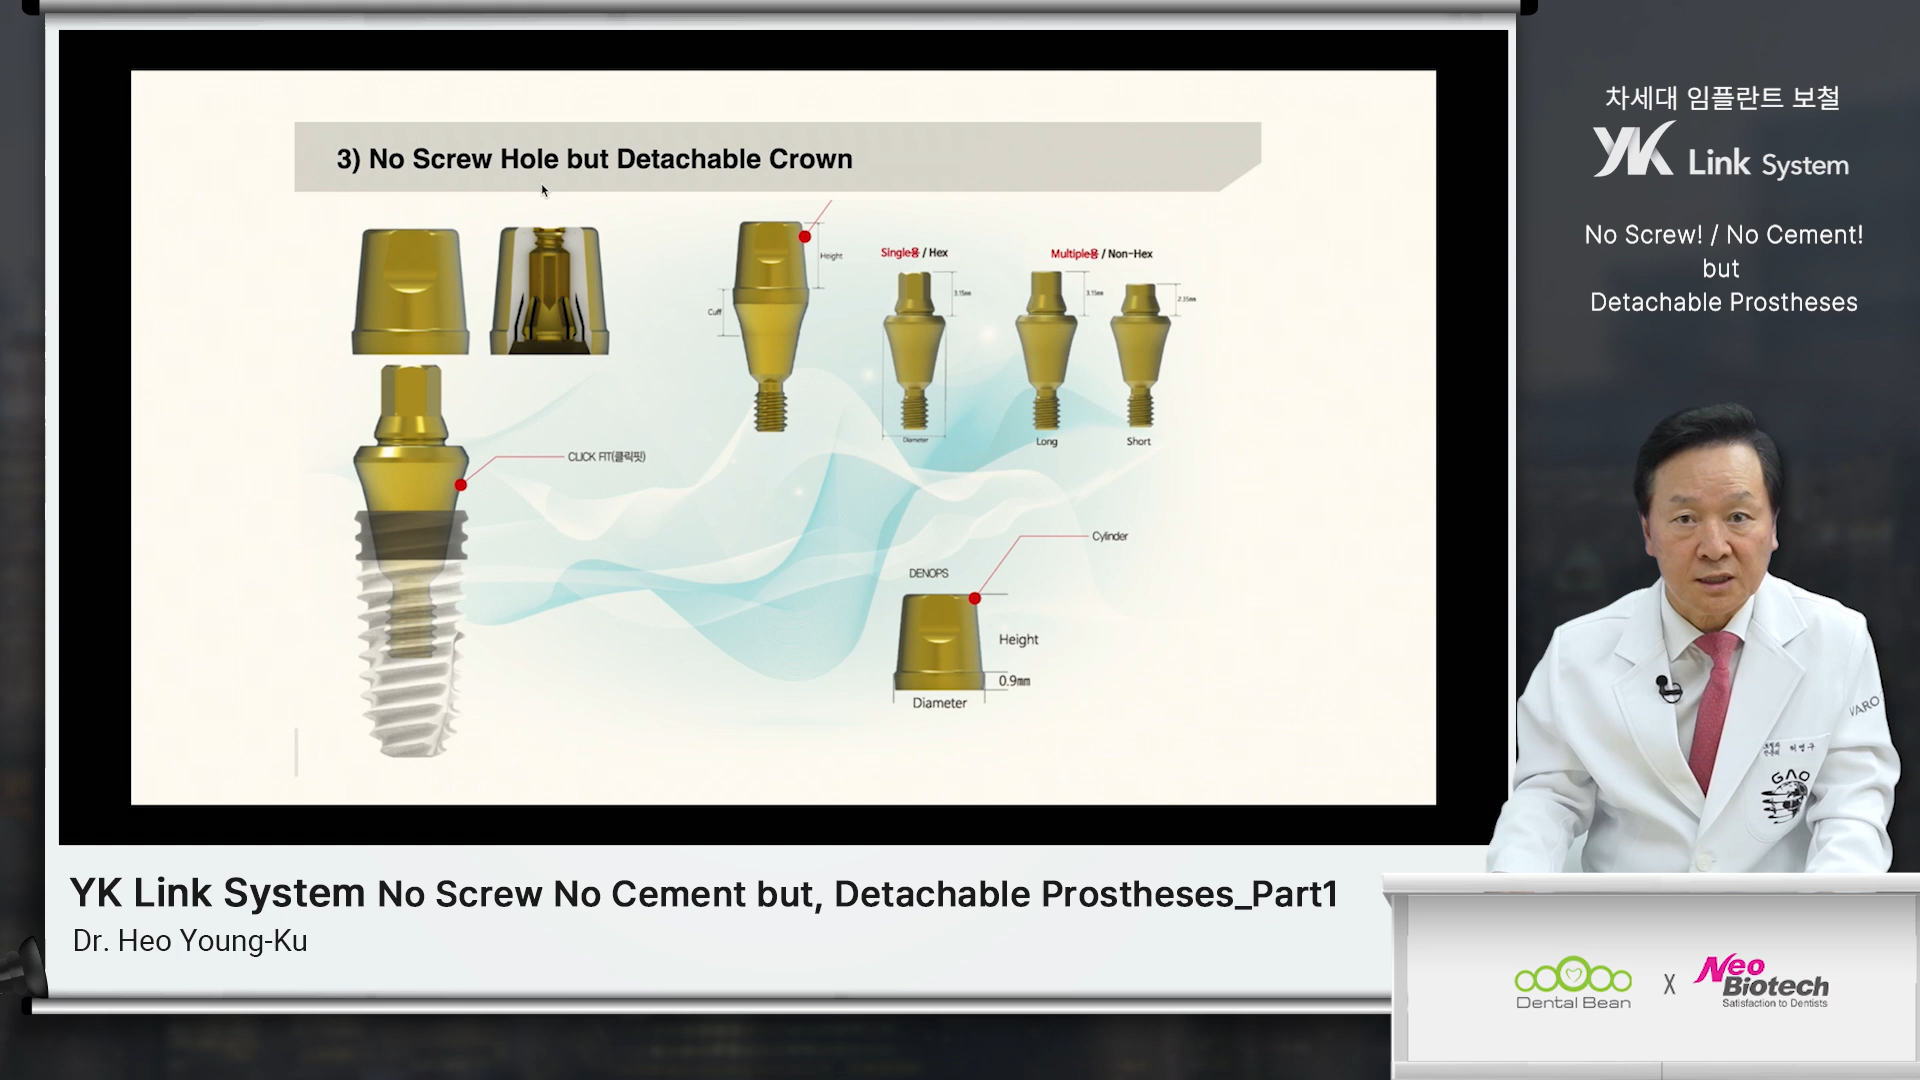 3) No Screw Hole but Detachable Crown
Height
Cuff
Single용 / Hex
3.15mm
Diameter
Multiple용 / Non-Hex
3.15mm
2.35mm
Long
Short
CLICK FIT(클릭핏)
Cylinder
DENOPS
Height
0.9mm
Diameter
차세대 임플란트 보철
YK Link System
No Screw! / No Cement!
but
Detachable Prostheses
VARO
허영구
GAO
YK Link System No Screw No Cement but, Detachable Prostheses_Part1
Dr. Heo Young-Ku
Dental Bean
X
Neo Biotech
Satisfaction to Dentists